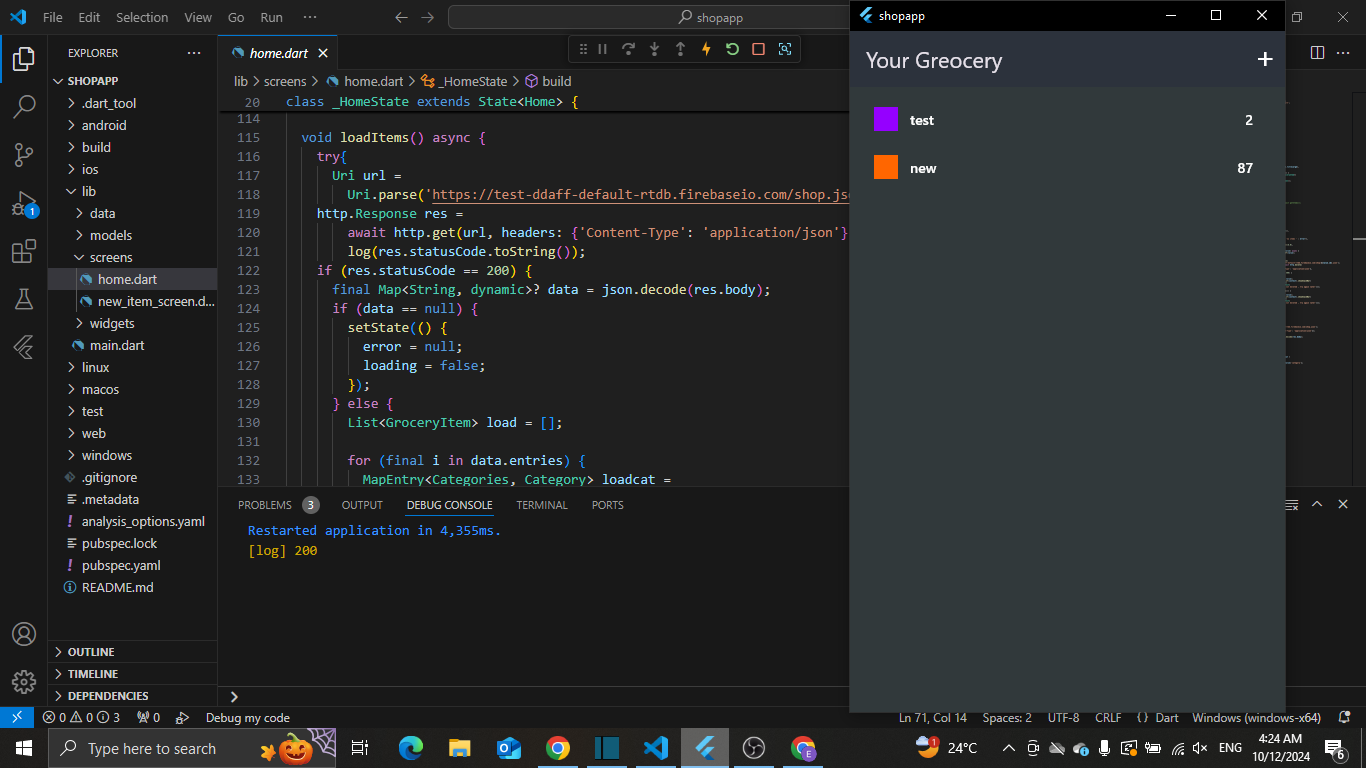 File Edit Selection View Go Run ···
shopapp
shopapp
EXPLORER
SHOPAPP
.dart_tool
android
build
ios
lib
data
models
screens
home.dart
new_item_screen.d...
widgets
main.dart
linux
macos
test
web
windows
.gitignore
.metadata
analysis_options.yaml
pubspec.lock
pubspec.yaml
README.md
OUTLINE
TIMELINE
DEPENDENCIES
1
home.dart
lib > screens > home.dart > _HomeState > build
20 class _HomeState extends State<Home> {
114
115 void loadItems() async {
116 try{
117 Uri url =
118 Uri.parse('https://test-ddaff-default-rtdb.firebaseio.com/shop.jso
119 http.Response res =
120 await http.get(url, headers: {'Content-Type': 'application/json'}
121 log(res.statusCode.toString());
122 if (res.statusCode == 200) {
123 final Map<String, dynamic>? data = json.decode(res.body);
124 if (data == null) {
125 setState(() {
126 error = null;
127 loading = false;
128 });
129 } else {
130 List<GroceryItem> load = [];
131
132 for (final i in data.entries) {
133 MapEntry<Categories, Category> loadcat =
PROBLEMS 3 OUTPUT DEBUG CONSOLE TERMINAL PORTS
Restarted application in 4,355ms.
[log] 200
Your Greocery +
test 2
new 87
0 0 3 0 Debug my code
Ln 71, Col 14 Spaces: 2 UTF-8 CRLF {} Dart Windows (windows-x64)
Type here to search
E
1
24°C
ENG
4:24 AM
10/12/2024
6